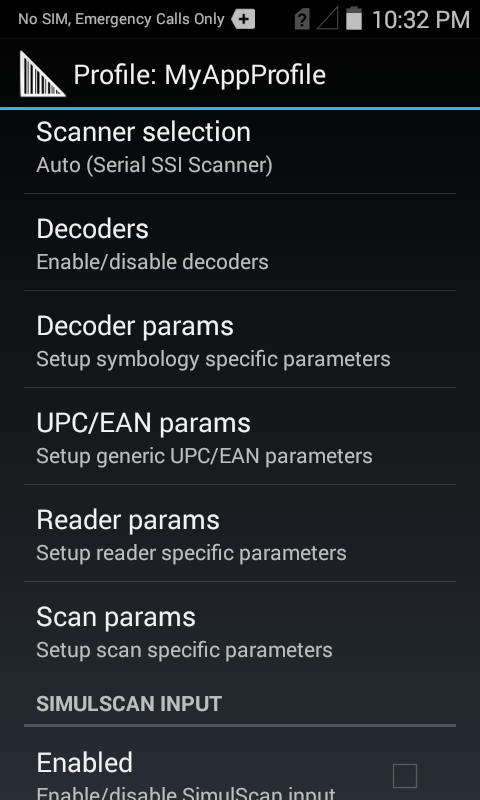 No SIM, Emergency Calls Only
10:32 PM
Profile: MyAppProfile
Scanner selection
Auto (Serial SSI Scanner)
Decoders
Enable/disable decoders
Decoder params
Setup symbology specific parameters
UPC/EAN params
Setup generic UPC/EAN parameters
Reader params
Setup reader specific parameters
Scan params
Setup scan specific parameters
SIMULSCAN INPUT
Enabled
Enable/disable SimulScan input